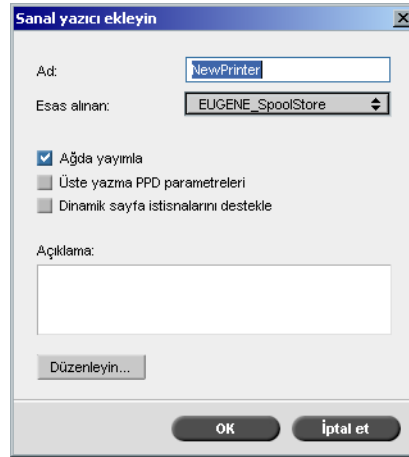 Sanal yazıcı ekleyin
Ad: NewPrinter
Esas alınan: EUGENE_SpoolStore
Ağda yayımla
Üste yazma PPD parametreleri
Dinamik sayfa istisnalarını destekle
Açıklama:
Düzenleyin...
OK İptal et